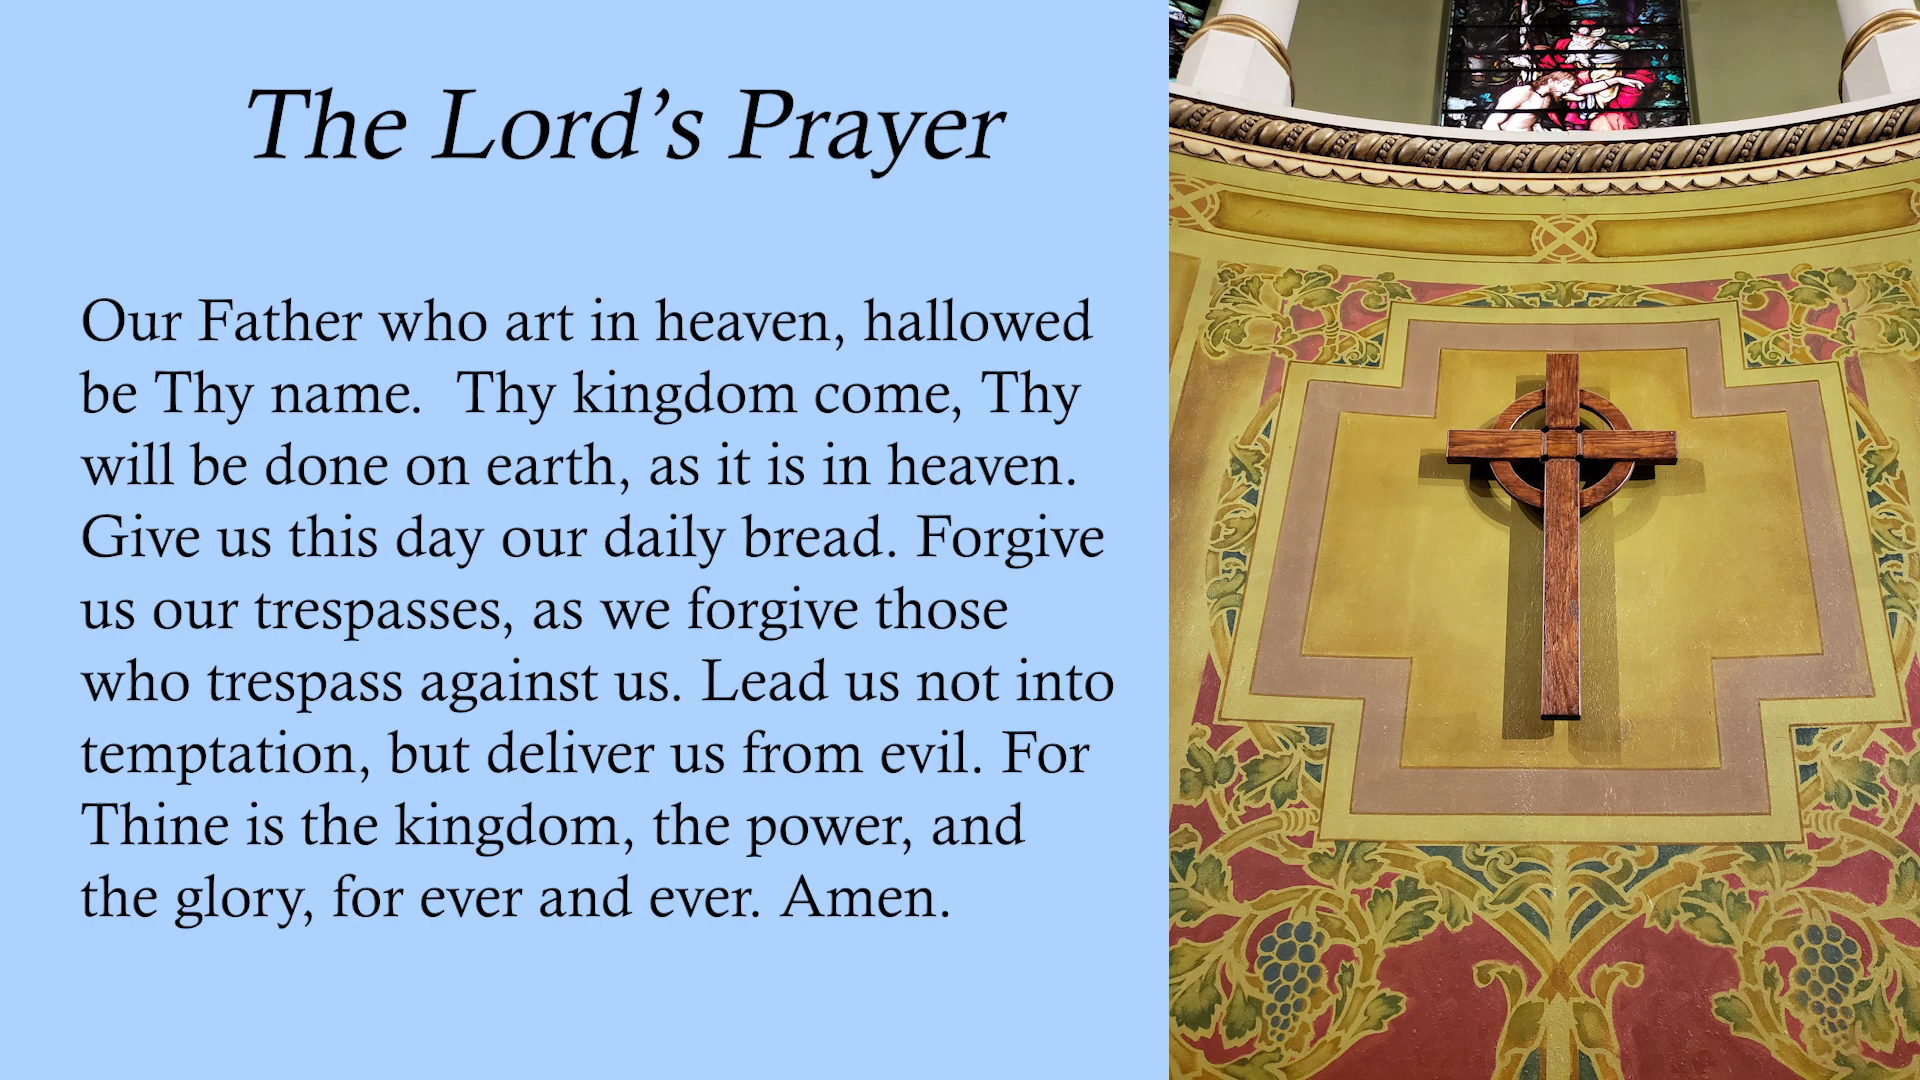 The Lord’s Prayer
Our Father who art in heaven, hallowed
be Thy name.  Thy kingdom come, Thy
will be done on earth, as it is in heaven.
Give us this day our daily bread. Forgive
us our trespasses, as we forgive those
who trespass against us. Lead us not into
temptation, but deliver us from evil. For
Thine is the kingdom, the power, and
the glory, for ever and ever. Amen.